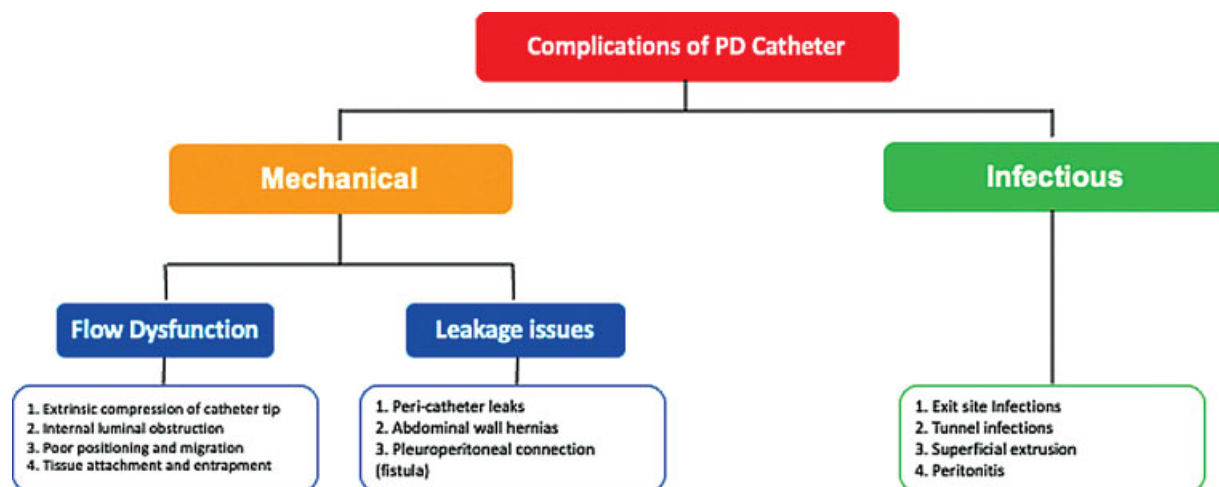 Complications of PD Catheter
Mechanical
Infectious
Flow Dysfunction
Leakage issues
1. Extrinsic compression of catheter tip
2. Internal luminal obstruction
3. Poor positioning and migration
4. Tissue attachment and entrapment
1. Peri-catheter leaks
2. Abdominal wall hernias
3. Pleuroperitoneal connection
(fistula)
1. Exit site Infections
2. Tunnel infections
3. Superficial extrusion
4. Peritonitis